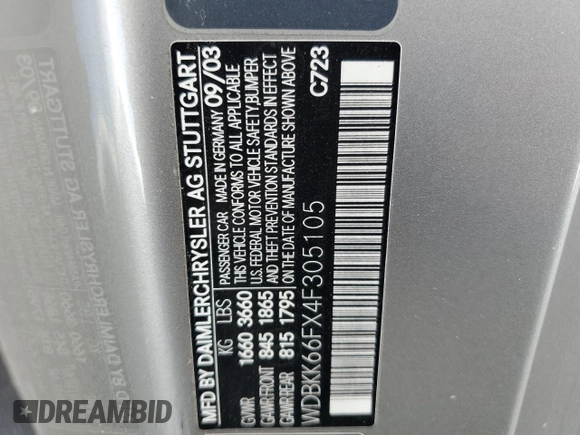 MFD BY DAIMLERCHRYSLER AG STUTTGART
KG LBS PASSENGER CAR MADE IN GERMANY 09/03
GVWR 1660 3660 THIS VEHICLE CONFORMS TO ALL APPLICABLE
GAWR-FRONT 845 1865 U.S. FEDERAL MOTOR VEHICLE SAFETY, BUMPER
& THEFT PREVENTION STANDARDS IN EFFECT
GAWR-REAR 815 1795 ON THE DATE OF MANUFACTURE SHOWN ABOVE
WDBKK66FX4F305105 C723
DREAMBID